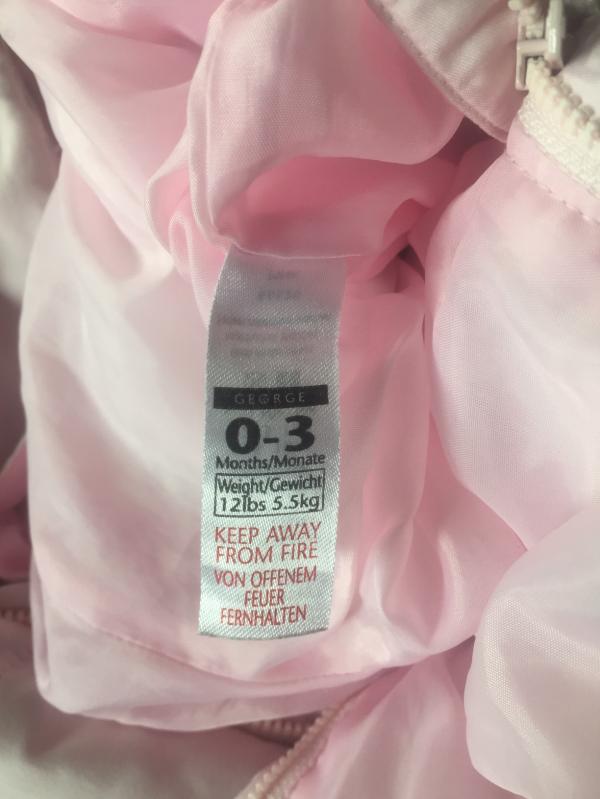 GEORGE
0-3
Months/Monate
Weight/Gewicht
12lbs 5.5kg
KEEP AWAY
FROM FIRE
VON OFFENEM
FEUER
FERNHALTEN